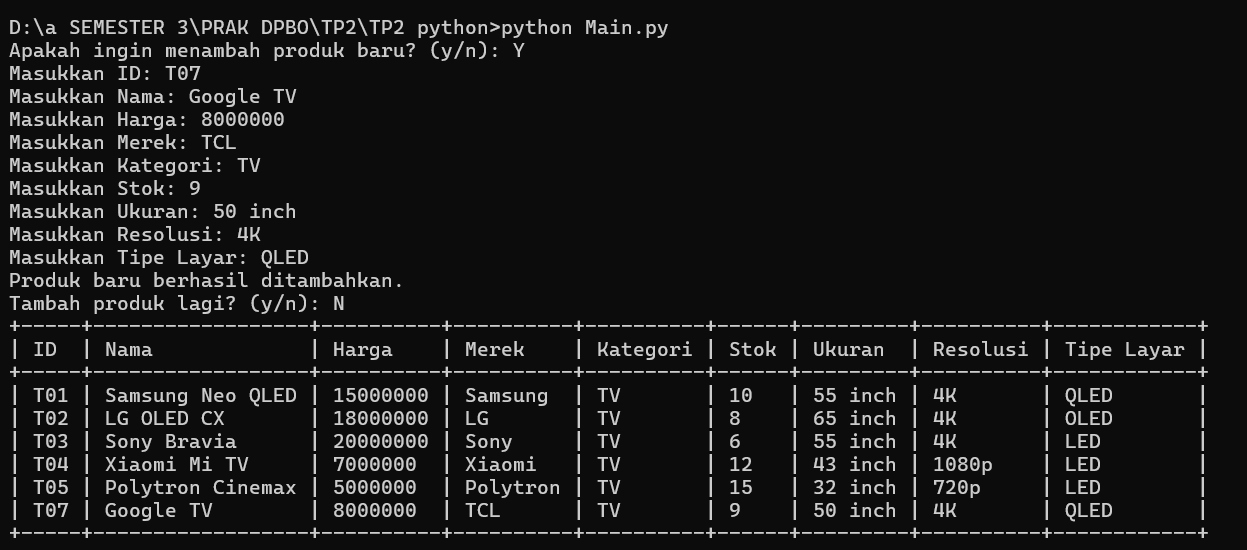 D:\a SEMESTER 3\PRAK DPBO\TP2\TP2 python>python Main.py
Apakah ingin menambah produk baru? (y/n): Y
Masukkan ID: T07
Masukkan Nama: Google TV
Masukkan Harga: 8000000
Masukkan Merek: TCL
Masukkan Kategori: TV
Masukkan Stok: 9
Masukkan Ukuran: 50 inch
Masukkan Resolusi: 4K
Masukkan Tipe Layar: QLED
Produk baru berhasil ditambahkan.
Tambah produk lagi? (y/n): N
+-----+------------------+----------+----------+----------+------+---------+----------+------------+
| ID  | Nama             | Harga    | Merek    | Kategori | Stok | Ukuran  | Resolusi | Tipe Layar |
+-----+------------------+----------+----------+----------+------+---------+----------+------------+
| T01 | Samsung Neo QLED | 15000000 | Samsung  | TV       | 10   | 55 inch | 4K       | QLED       |
| T02 | LG OLED CX       | 18000000 | LG       | TV       | 8    | 65 inch | 4K       | OLED       |
| T03 | Sony Bravia      | 20000000 | Sony     | TV       | 6    | 55 inch | 4K       | LED        |
| T04 | Xiaomi Mi TV     | 7000000  | Xiaomi   | TV       | 12   | 43 inch | 1080p    | LED        |
| T05 | Polytron Cinemax | 5000000  | Polytron | TV       | 15   | 32 inch | 720p     | LED        |
| T07 | Google TV        | 8000000  | TCL      | TV       | 9    | 50 inch | 4K       | QLED       |
+-----+------------------+----------+----------+----------+------+---------+----------+------------+